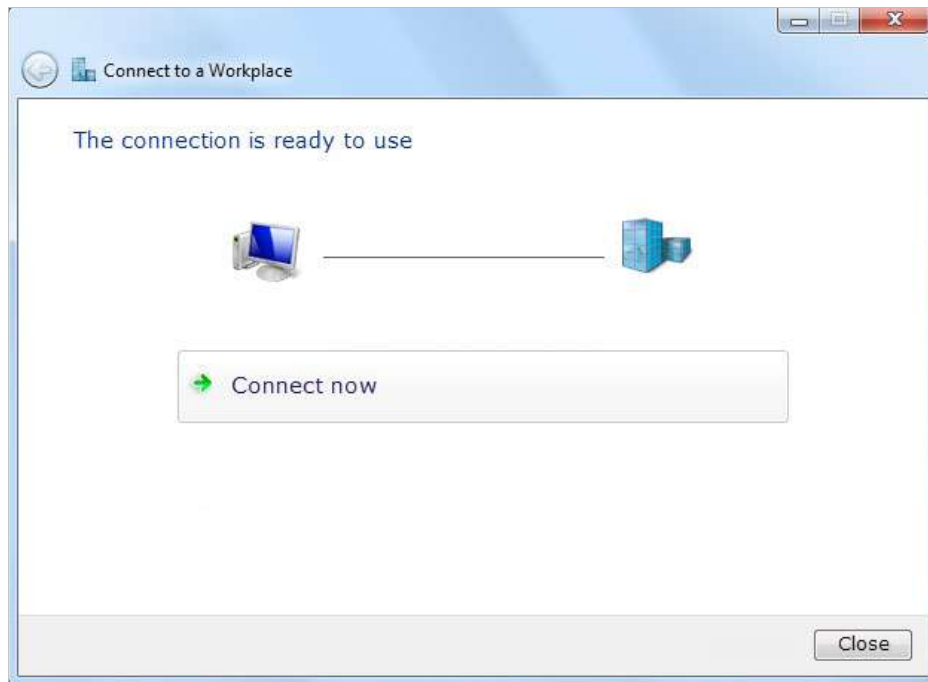 Connect to a Workplace
The connection is ready to use
Connect now
Close